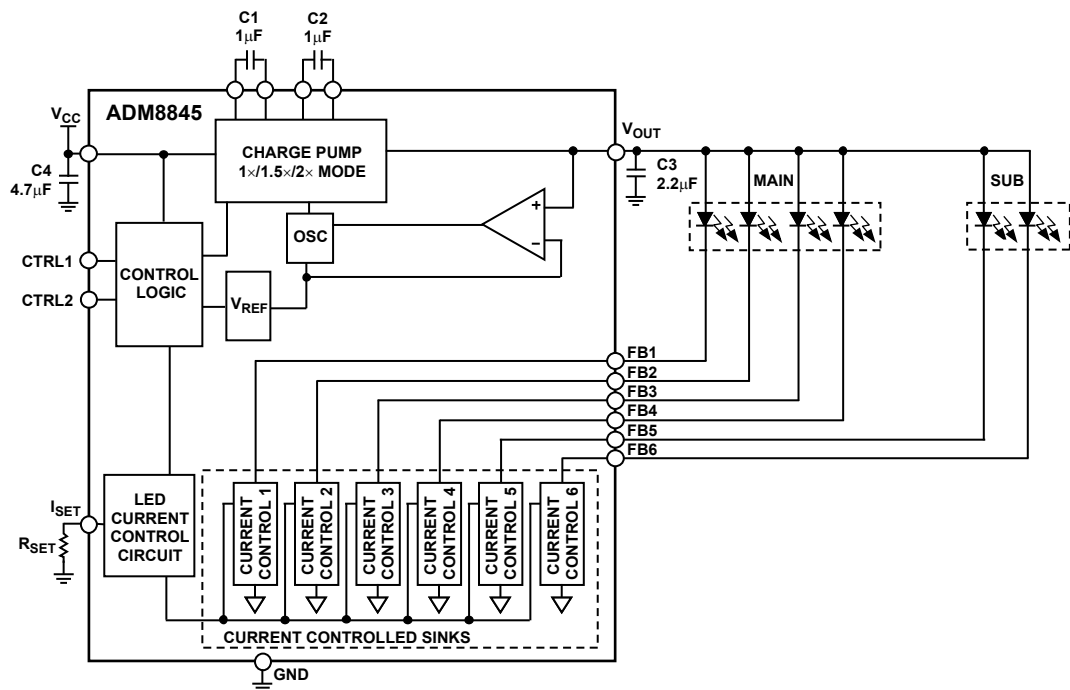 C1
1μF
C2
1μF
ADM8845
VCC
C4
4.7μF
CHARGE PUMP
1×/1.5×/2× MODE
VOUT
C3
2.2μF
MAIN
SUB
OSC
+
–
CTRL1
CTRL2
CONTROL
LOGIC
VREF
FB1
FB2
FB3
FB4
FB5
FB6
ISET
RSET
LED
CURRENT
CONTROL
CIRCUIT
CURRENT
CONTROL 1
CURRENT
CONTROL 2
CURRENT
CONTROL 3
CURRENT
CONTROL 4
CURRENT
CONTROL 5
CURRENT
CONTROL 6
CURRENT CONTROLLED SINKS
GND